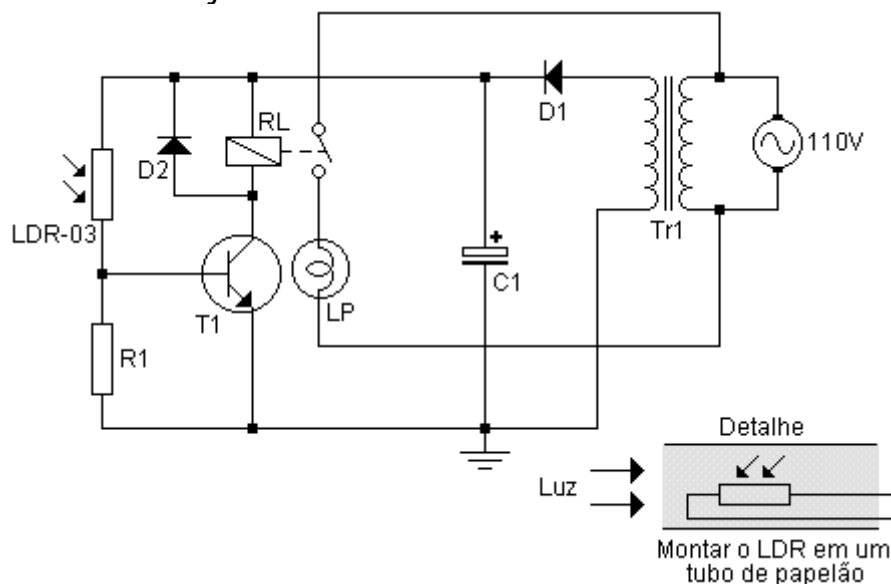 RL
D1
110V
D2
LDR-03
Tr1
C1
LP
T1
R1
Detalhe
Luz
Montar o LDR em um
tubo de papelão